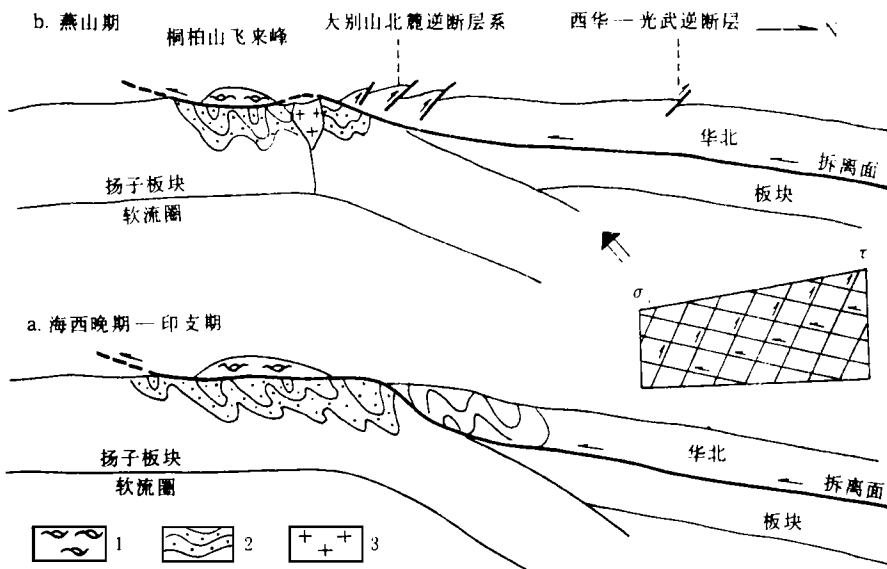 b. 燕山期
桐柏山飞来峰
大别山北麓逆断层系
西华一光武逆断层
N
华北
拆离面
板块
扬子板块
软流圈
τ
σ
a. 海西晚期一印支期
华北
拆离面
板块
扬子板块
软流圈
1
2
3